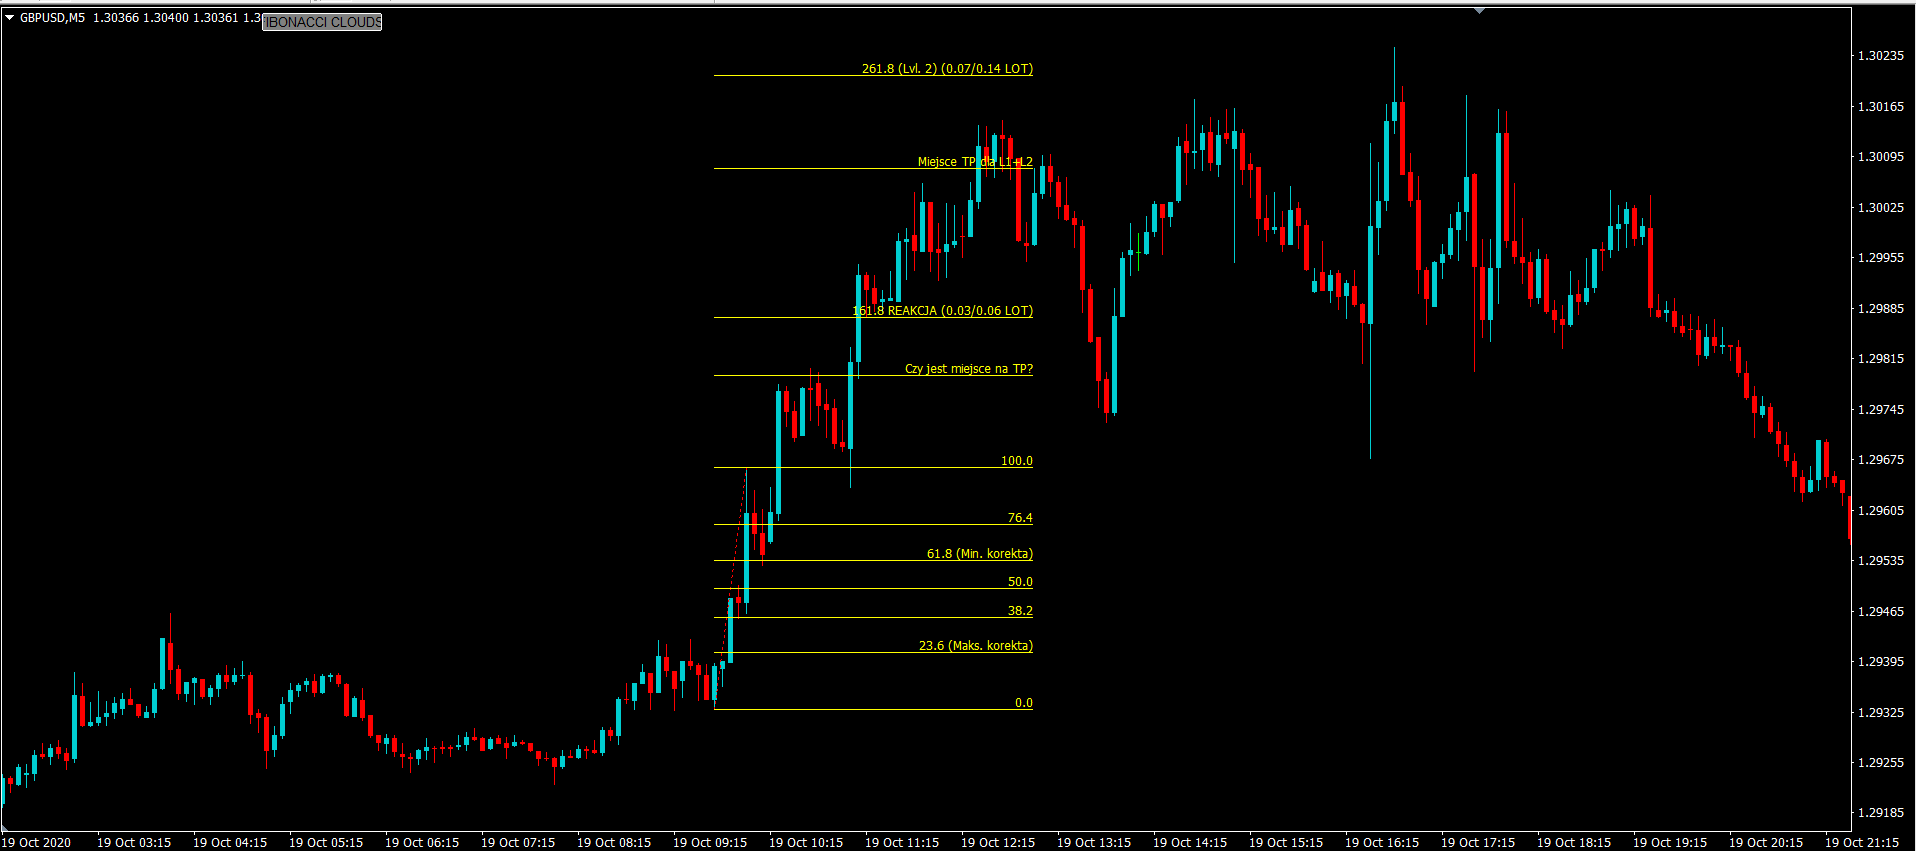 GBPUSD,M5 1.30366 1.30400 1.30361 1.3
IBONACCI CLOUDS
261.8 (Lvl. 2) (0.07/0.14 LOT)
Miejsce TP dla L1+L2
161.8 REAKCJA (0.03/0.06 LOT)
Czy jest miejsce na TP?
100.0
76.4
61.8 (Min. korekta)
50.0
38.2
23.6 (Maks. korekta)
0.0
1.30235
1.30165
1.30095
1.30025
1.29955
1.29885
1.29815
1.29745
1.29675
1.29605
1.29535
1.29465
1.29395
1.29325
1.29255
1.29185
19 Oct 2020 19 Oct 03:15 19 Oct 04:15 19 Oct 05:15 19 Oct 06:15 19 Oct 07:15 19 Oct 08:15 19 Oct 09:15 19 Oct 10:15 19 Oct 11:15 19 Oct 12:15 19 Oct 13:15 19 Oct 14:15 19 Oct 15:15 19 Oct 16:15 19 Oct 17:15 19 Oct 18:15 19 Oct 19:15 19 Oct 20:15 19 Oct 21:15